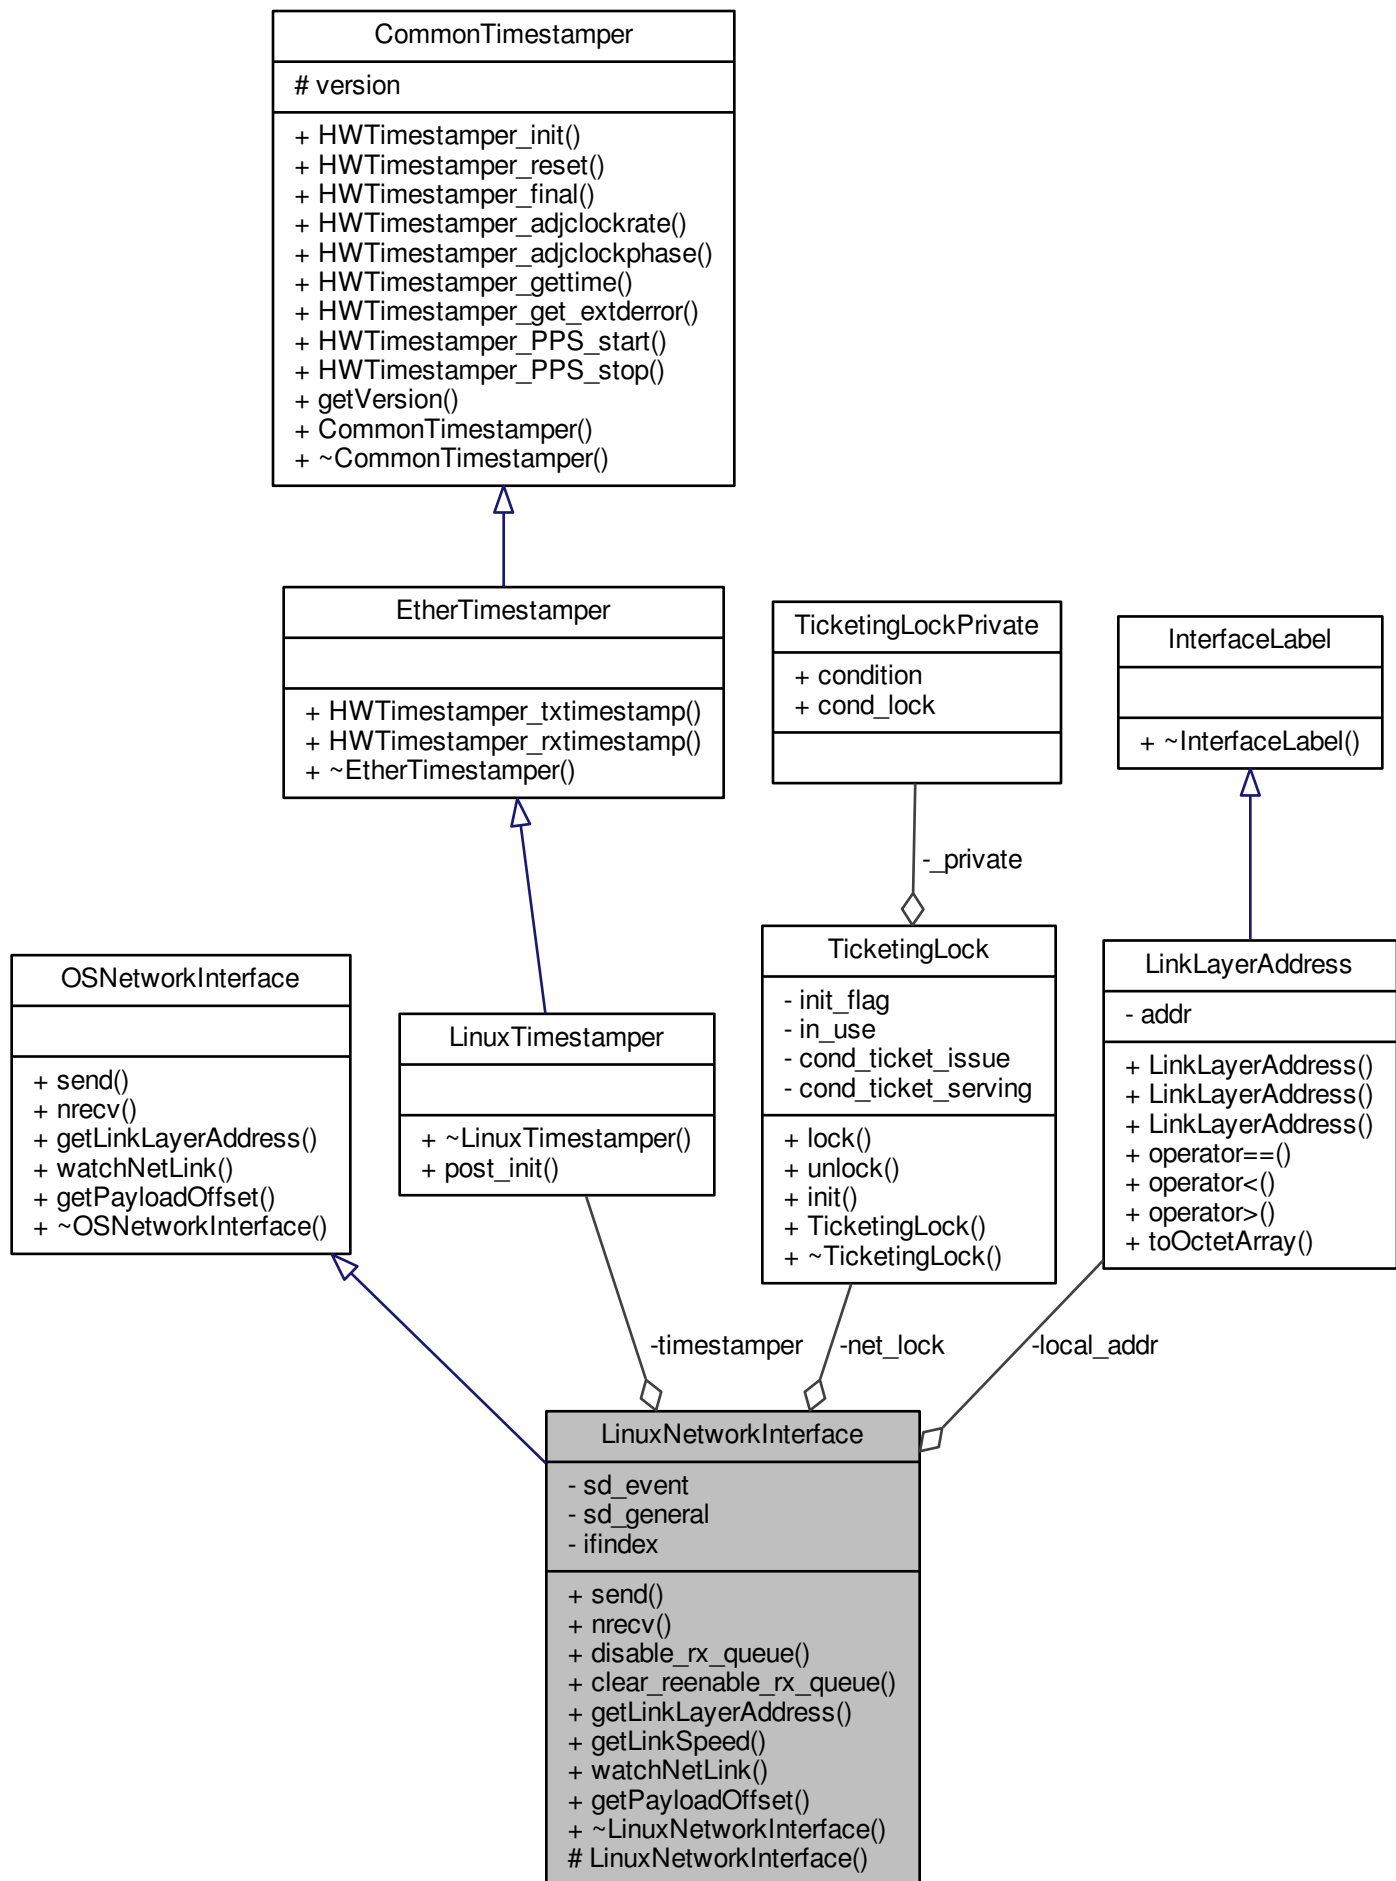 CommonTimestamper
# version
+ HWTimestamper_init()
+ HWTimestamper_reset()
+ HWTimestamper_final()
+ HWTimestamper_adjclockrate()
+ HWTimestamper_adjclockphase()
+ HWTimestamper_gettime()
+ HWTimestamper_get_extderror()
+ HWTimestamper_PPS_start()
+ HWTimestamper_PPS_stop()
+ getVersion()
+ CommonTimestamper()
+ ~CommonTimestamper()
EtherTimestamper
+ HWTimestamper_txtimestamp()
+ HWTimestamper_rxtimestamp()
+ ~EtherTimestamper()
TicketingLockPrivate
+ condition
+ cond_lock
InterfaceLabel
+ ~InterfaceLabel()
-_private
OSNetworkInterface
+ send()
+ nrecv()
+ getLinkLayerAddress()
+ watchNetLink()
+ getPayloadOffset()
+ ~OSNetworkInterface()
LinuxTimestamper
+ ~LinuxTimestamper()
+ post_init()
TicketingLock
- init_flag
- in_use
- cond_ticket_issue
- cond_ticket_serving
+ lock()
+ unlock()
+ init()
+ TicketingLock()
+ ~TicketingLock()
LinkLayerAddress
- addr
+ LinkLayerAddress()
+ LinkLayerAddress()
+ LinkLayerAddress()
+ operator==()
+ operator<()
+ operator>()
+ toOctetArray()
-timestamper
-net_lock
-local_addr
LinuxNetworkInterface
- sd_event
- sd_general
- ifindex
+ send()
+ nrecv()
+ disable_rx_queue()
+ clear_reenable_rx_queue()
+ getLinkLayerAddress()
+ getLinkSpeed()
+ watchNetLink()
+ getPayloadOffset()
+ ~LinuxNetworkInterface()
# LinuxNetworkInterface()